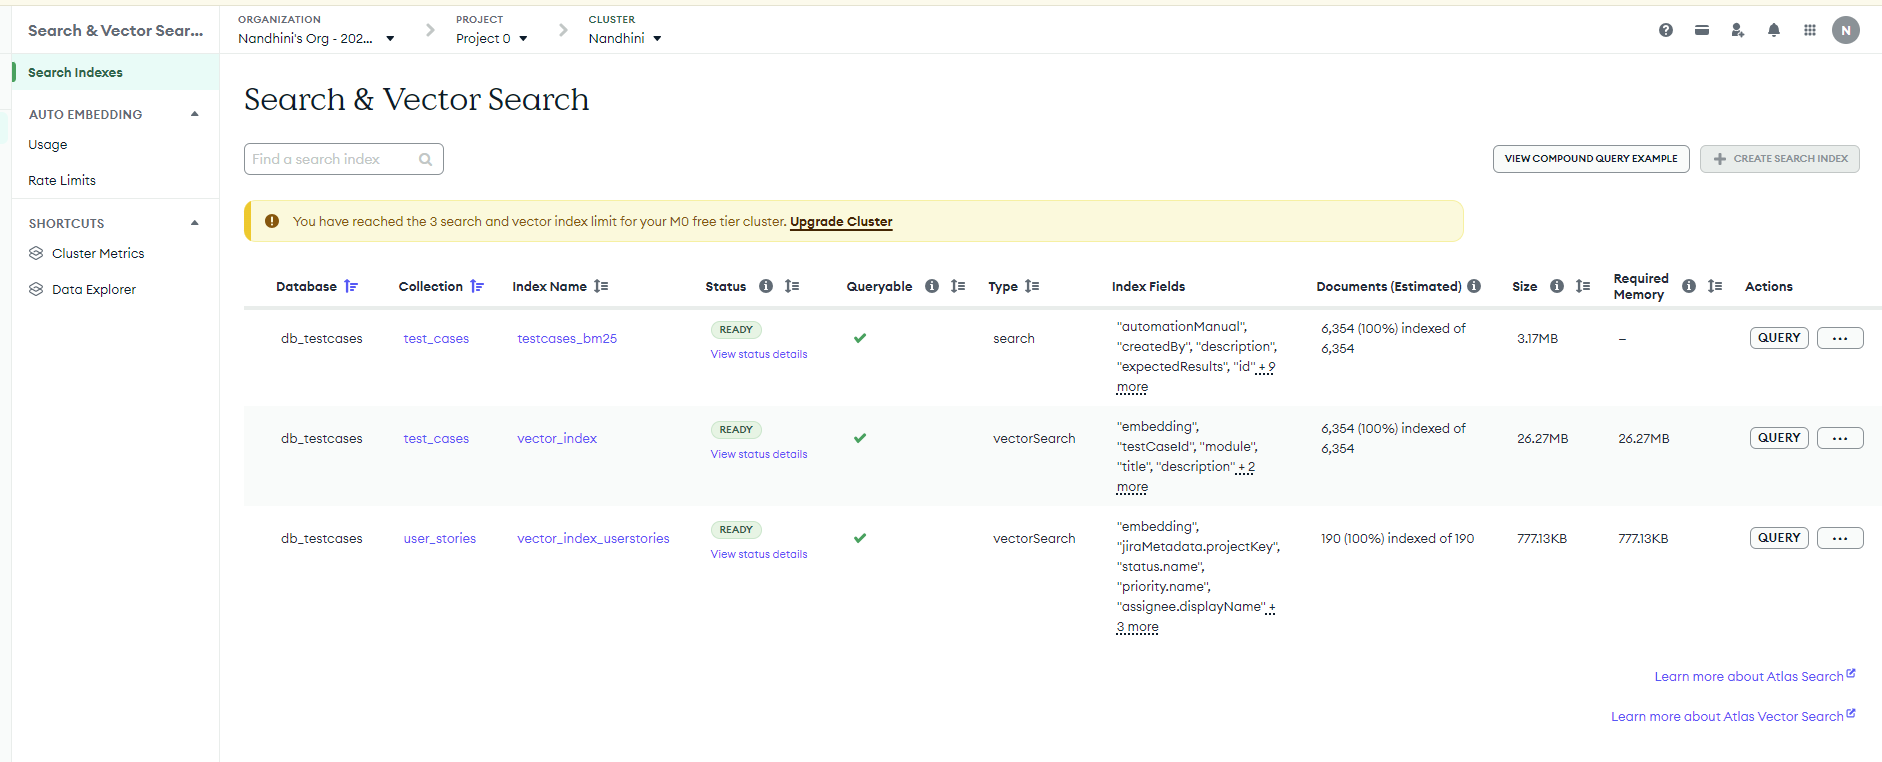 Search & Vector Sear...
ORGANIZATION
Nandhini's Org - 202...
PROJECT
Project 0
CLUSTER
Nandhini
N
Search Indexes
AUTO EMBEDDING
Usage
Rate Limits
SHORTCUTS
Cluster Metrics
Data Explorer
Search & Vector Search
Find a search index
VIEW COMPOUND QUERY EXAMPLE
CREATE SEARCH INDEX
You have reached the 3 search and vector index limit for your M0 free tier cluster. Upgrade Cluster
Database Collection Index Name Status Queryable Type Index Fields Documents (Estimated) Size Required Memory Actions
db_testcases
test_cases
testcases_bm25
READY
View status details
search
"automationManual",
"createdBy", "description",
"expectedResults", "id" + 9
more
6,354 (100%) indexed of
6,354
3.17MB
–
QUERY
...
db_testcases
test_cases
vector_index
READY
View status details
vectorSearch
"embedding",
"testCaseId", "module",
"title", "description" + 2
more
6,354 (100%) indexed of
6,354
26.27MB
26.27MB
QUERY
...
db_testcases
user_stories
vector_index_userstories
READY
View status details
vectorSearch
"embedding",
"jiraMetadata.projectKey",
"status.name",
"priority.name",
"assignee.displayName" +
3 more
190 (100%) indexed of 190
777.13KB
777.13KB
QUERY
...
Learn more about Atlas Search
Learn more about Atlas Vector Search